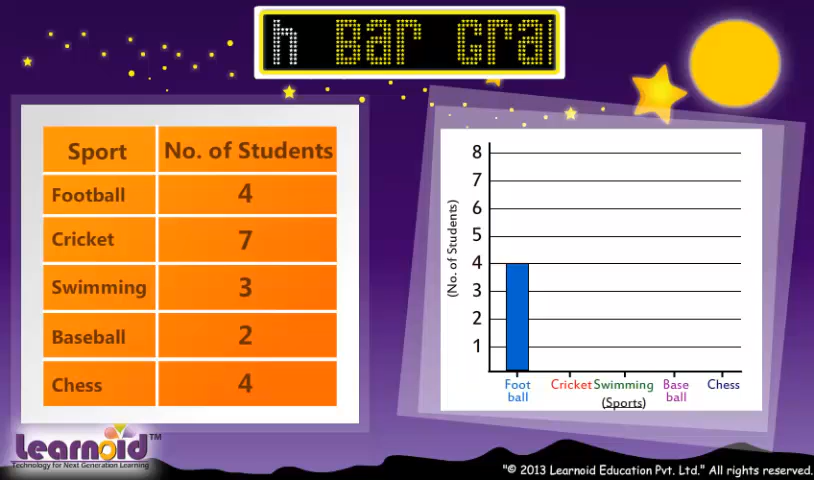 h Bar Gra
Sport No. of Students
Football 4
Cricket 7
Swimming 3
Baseball 2
Chess 4
8
7
6
5
4
3
2
1
(No. of Students)
Foot ball Cricket Swimming Base ball Chess
(Sports)
Learnoid™
Technology for Next Generation Learning
"© 2013 Learnoid Education Pvt. Ltd." All rights reserved.